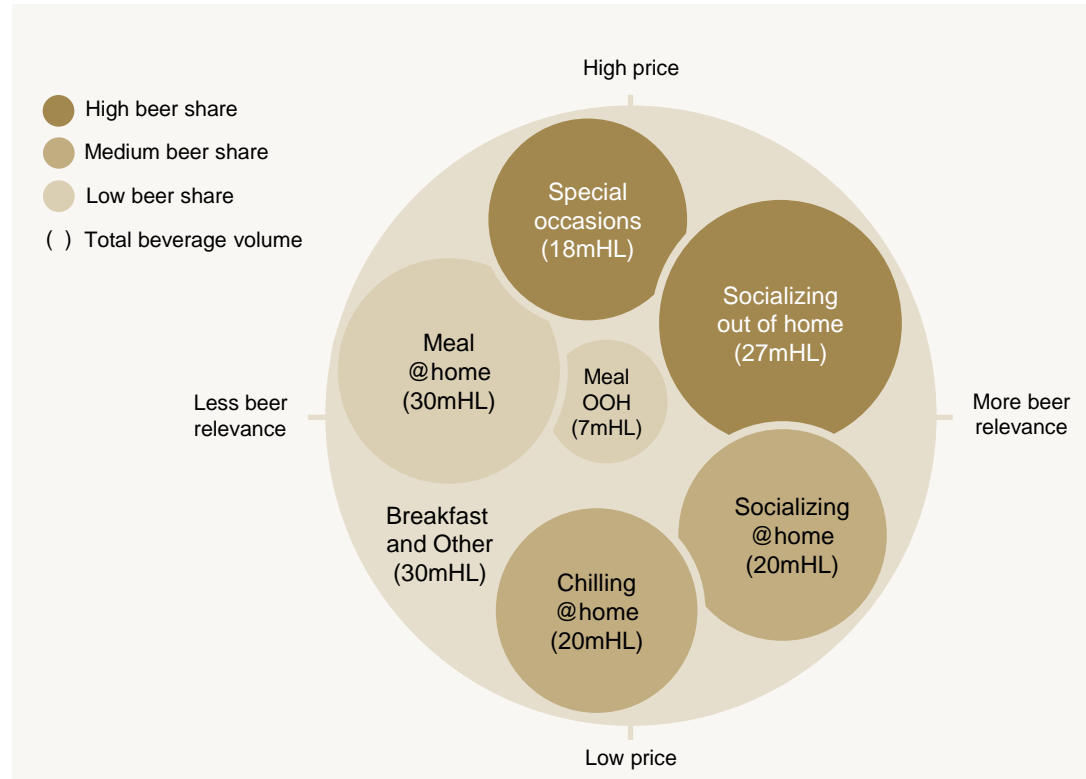 High price
High beer share
Medium beer share
Low beer share
( ) Total beverage volume
Special
occasions
(18mHL)
Socializing
out of home
(27mHL)
Meal
@home
(30mHL)
Meal
OOH
(7mHL)
Less beer
relevance
More beer
relevance
Breakfast
and Other
(30mHL)
Socializing
@home
(20mHL)
Chilling
@home
(20mHL)
Low price